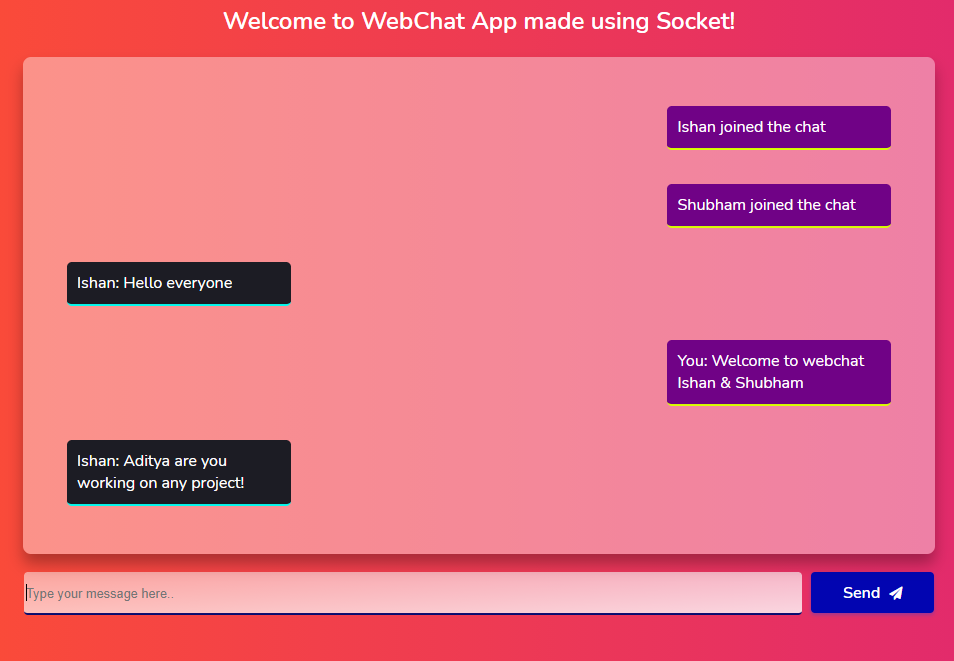 Welcome to WebChat App made using Socket!
Ishan joined the chat
Shubham joined the chat
Ishan: Hello everyone
You: Welcome to webchat
Ishan & Shubham
Ishan: Aditya are you
working on any project!
Type your message here..
Send